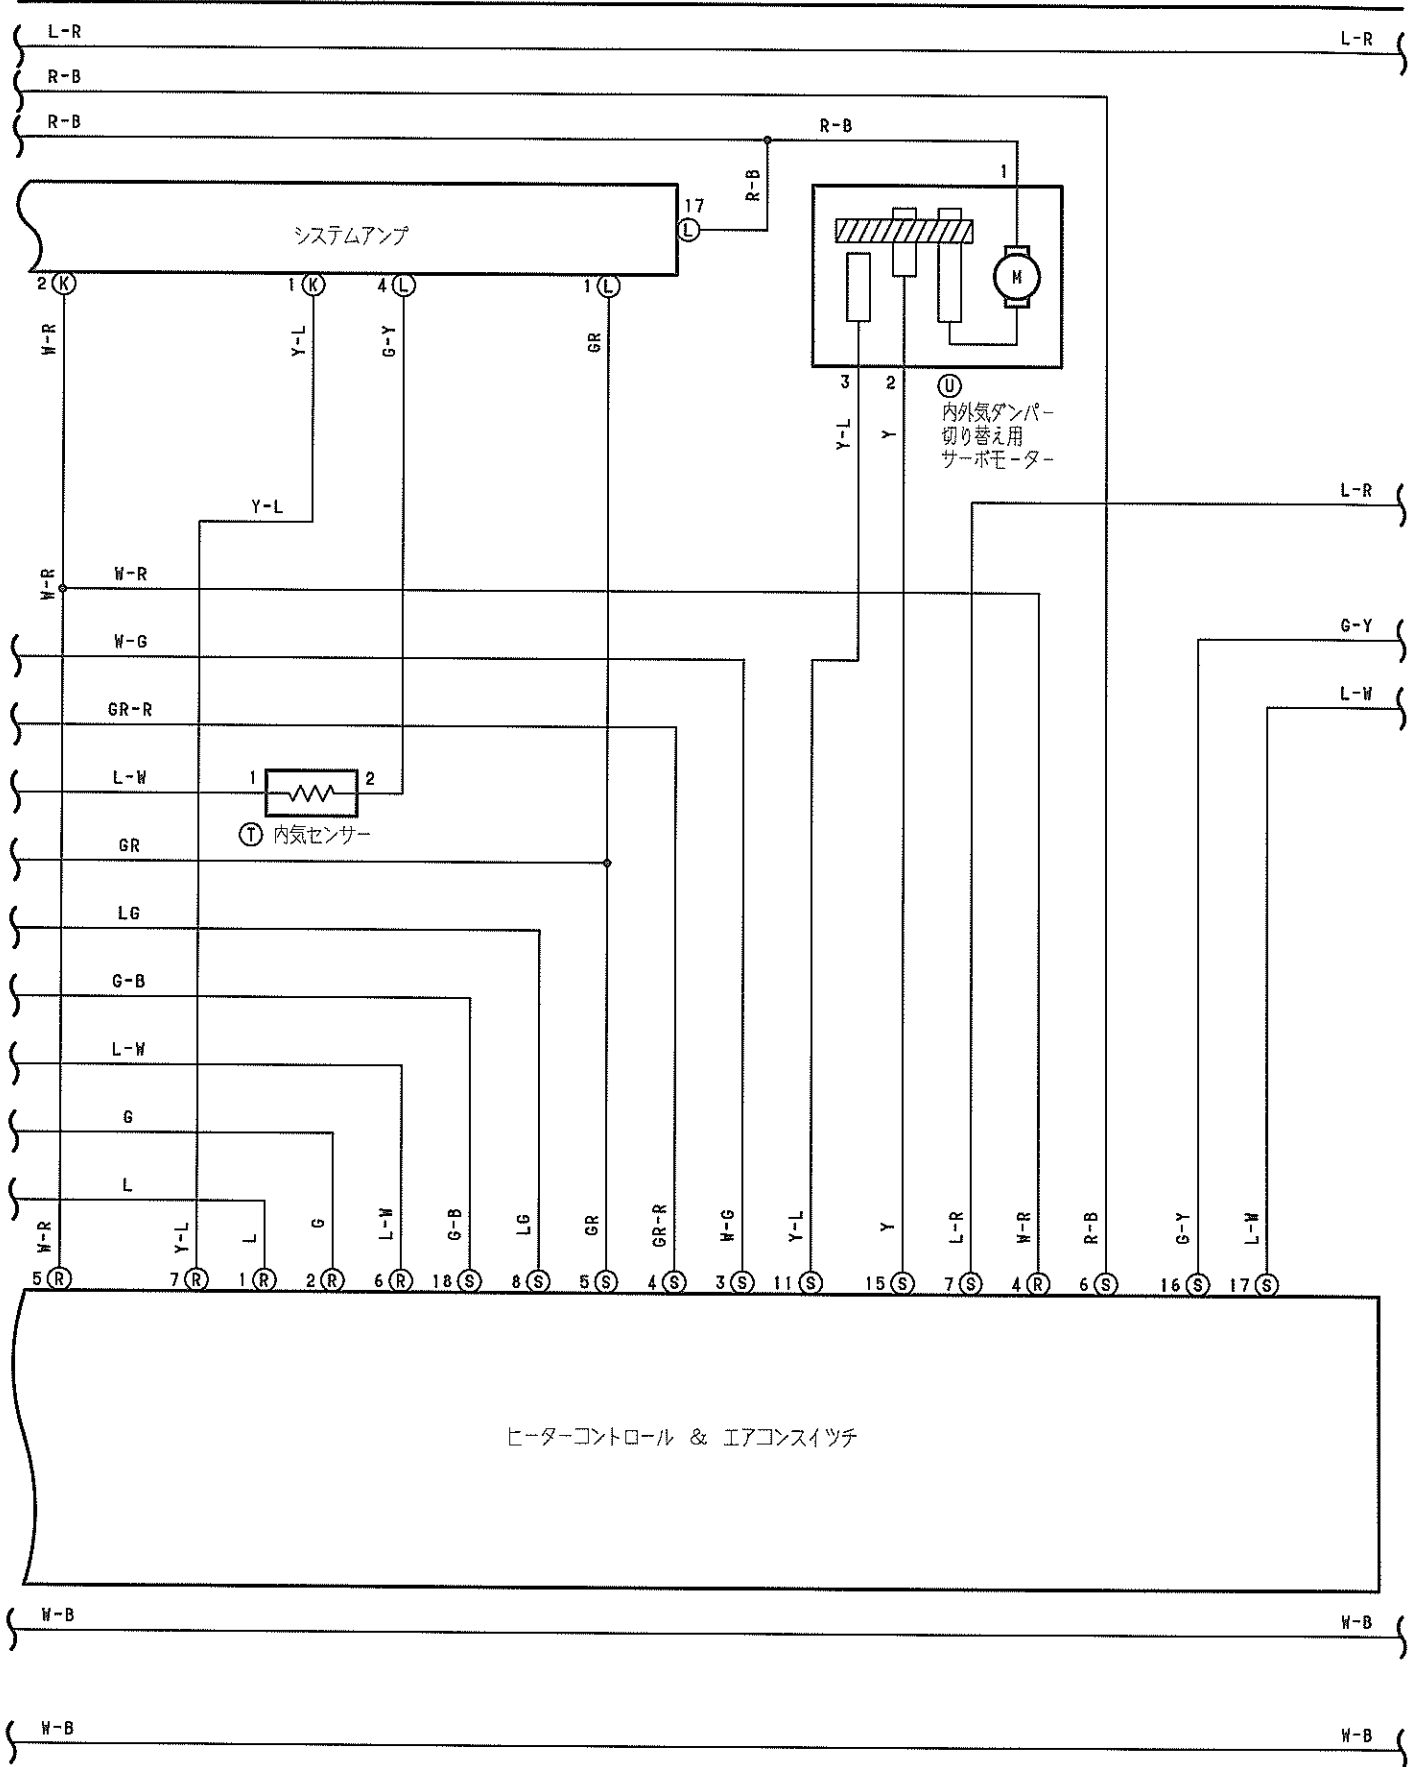 L-R L-R
R-B
R-B R-B
R-B
1
システムアンプ
17
L
M
2 K 1 K 4 L 1 L
W-R Y-L G-Y GR
3 2 U
内外気ダンパー
切り替え用
サーボモーター
Y-L Y
L-R
Y-L
W-R W-R
W-G G-Y
GR-R L-W
L-W 1 2
T 内気センサー
GR
LG
G-B
L-W
G
L
W-R Y-L L G L-W G-B LG GR GR-R W-G Y-L Y L-R W-R R-B G-Y L-W
5 R 7 R 1 R 2 R 6 R 18 S 8 S 5 S 4 S 3 S 11 S 15 S 7 S 4 R 6 S 16 S 17 S
ヒーターコントロール & エアコンスイツチ
W-B W-B
W-B W-B